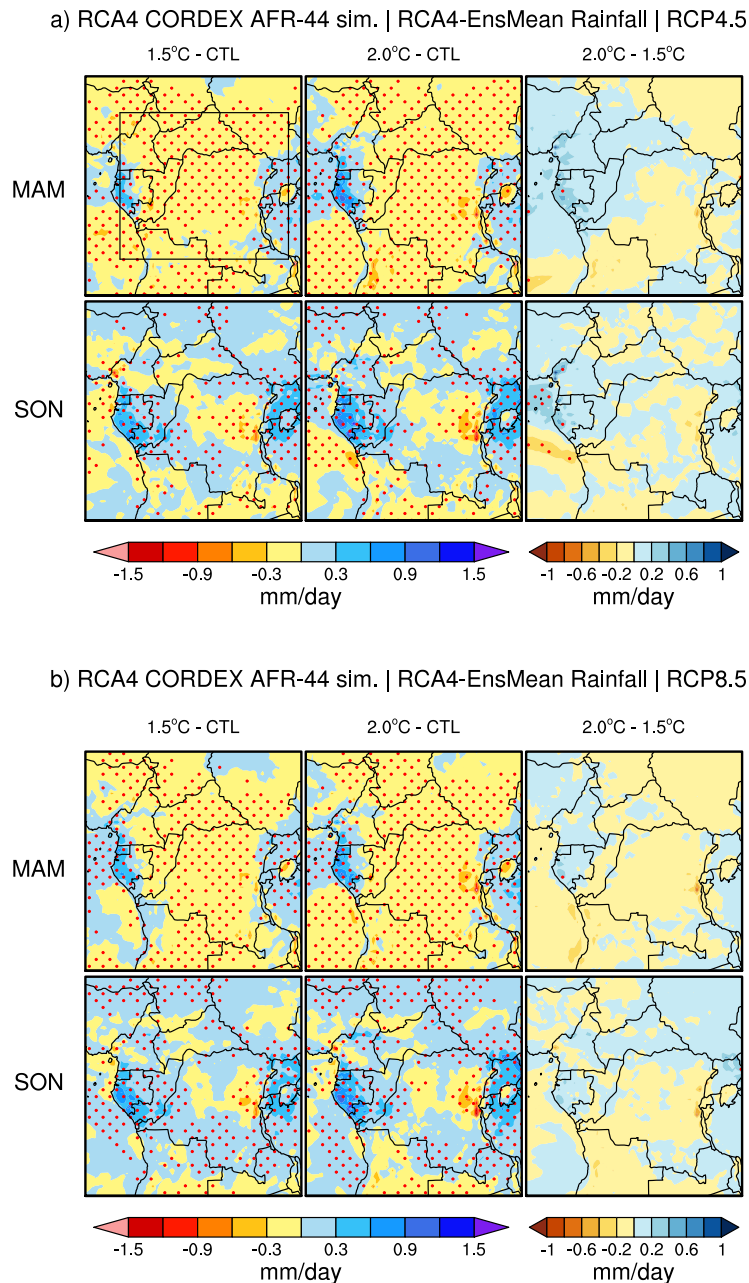 a) RCA4 CORDEX AFR-44 sim. | RCA4-EnsMean Rainfall | RCP4.5
1.5°C - CTL 2.0°C - CTL 2.0°C - 1.5°C
MAM
SON
-1.5 -0.9 -0.3 0.3 0.9 1.5 -1 -0.6 -0.2 0.2 0.6 1
mm/day mm/day
b) RCA4 CORDEX AFR-44 sim. | RCA4-EnsMean Rainfall | RCP8.5
1.5°C - CTL 2.0°C - CTL 2.0°C - 1.5°C
MAM
SON
-1.5 -0.9 -0.3 0.3 0.9 1.5 -1 -0.6 -0.2 0.2 0.6 1
mm/day mm/day